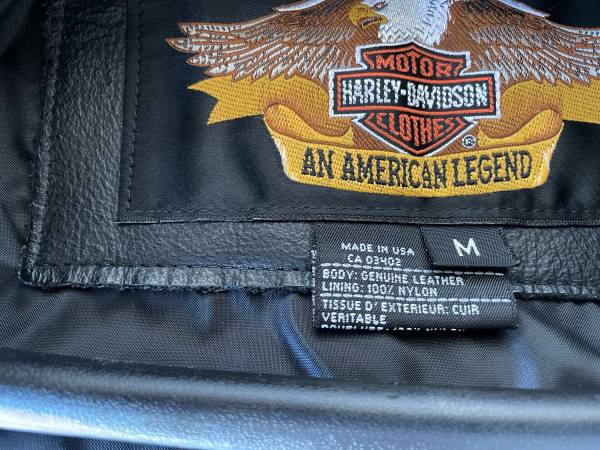 MOTOR
HARLEY-DAVIDSON
CLOTHES
®
AN AMERICAN LEGEND
MADE IN USA
CA 03402
M
BODY: GENUINE LEATHER
LINING: 100% NYLON
TISSUE D'EXTERIEUR: CUIR
VERITABLE